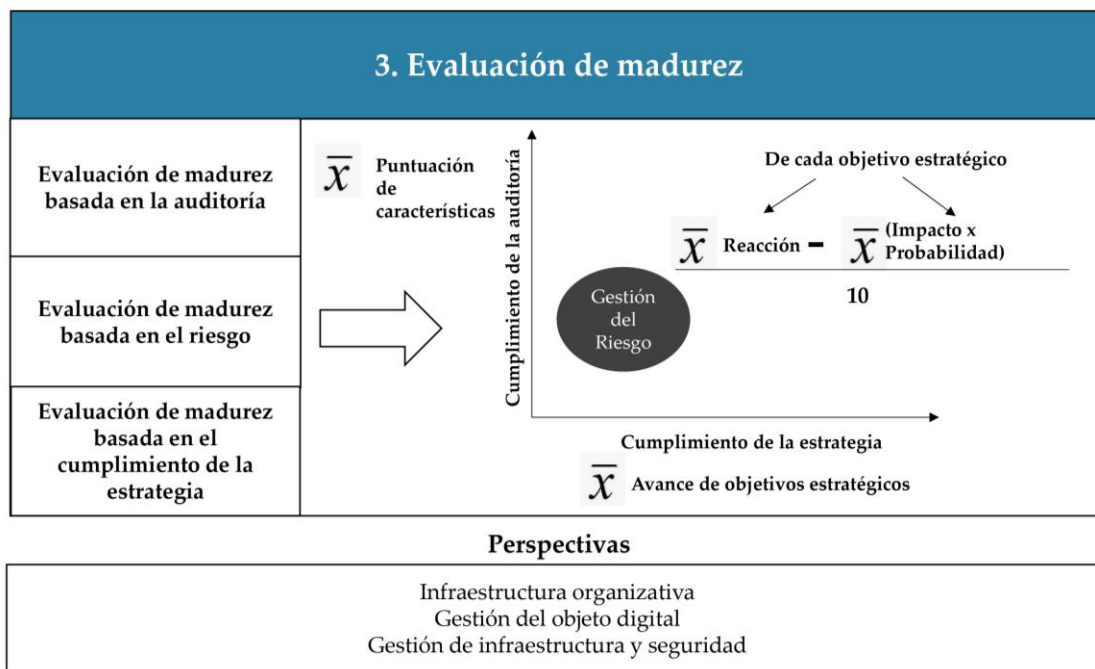 3. Evaluación de madurez
Evaluación de madurez
basada en la auditoría
Evaluación de madurez
basada en el riesgo
Evaluación de madurez
basada en el
cumplimiento de la
estrategia
x̅ Puntuación
de
características
Cumplimiento de la auditoría
De cada objetivo estratégico
x̅ Reacción - x̅ (Impacto x
Probabilidad)
10
Gestión
del
Riesgo
Cumplimiento de la estrategia
x̅ Avance de objetivos estratégicos
Perspectivas
Infraestructura organizativa
Gestión del objeto digital
Gestión de infraestructura y seguridad